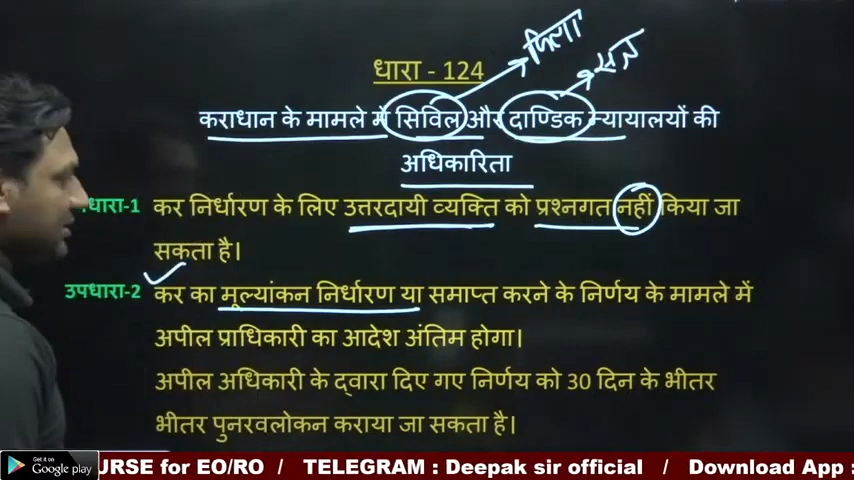 धारा - 124
जिला
सत्र
कराधान के मामले में सिविल और दाण्डिक न्यायालयों की
अधिकारिता
धारा-1 कर निर्धारण के लिए उत्तरदायी व्यक्ति को प्रश्नगत नहीं किया जा
सकता है।
उपधारा-2 कर का मूल्यांकन निर्धारण या समाप्त करने के निर्णय के मामले में
अपील प्राधिकारी का आदेश अंतिम होगा।
अपील अधिकारी के द्वारा दिए गए निर्णय को 30 दिन के भीतर
भीतर पुनरवलोकन कराया जा सकता है।
Get it on
Google play
URSE for EO/RO / TELEGRAM : Deepak sir official / Download App :